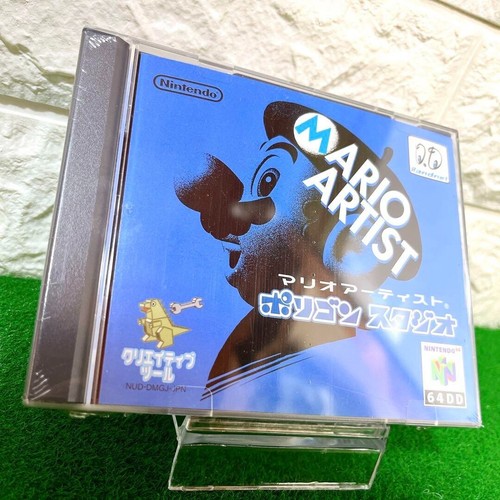 Nintendo
MARIO
ARTIST
Randnet
マリオアーティスト®
ポリゴン スタジオ
クリエイティブ
ツール
NUD-DMGJ-JPN
NINTENDO64
64DD